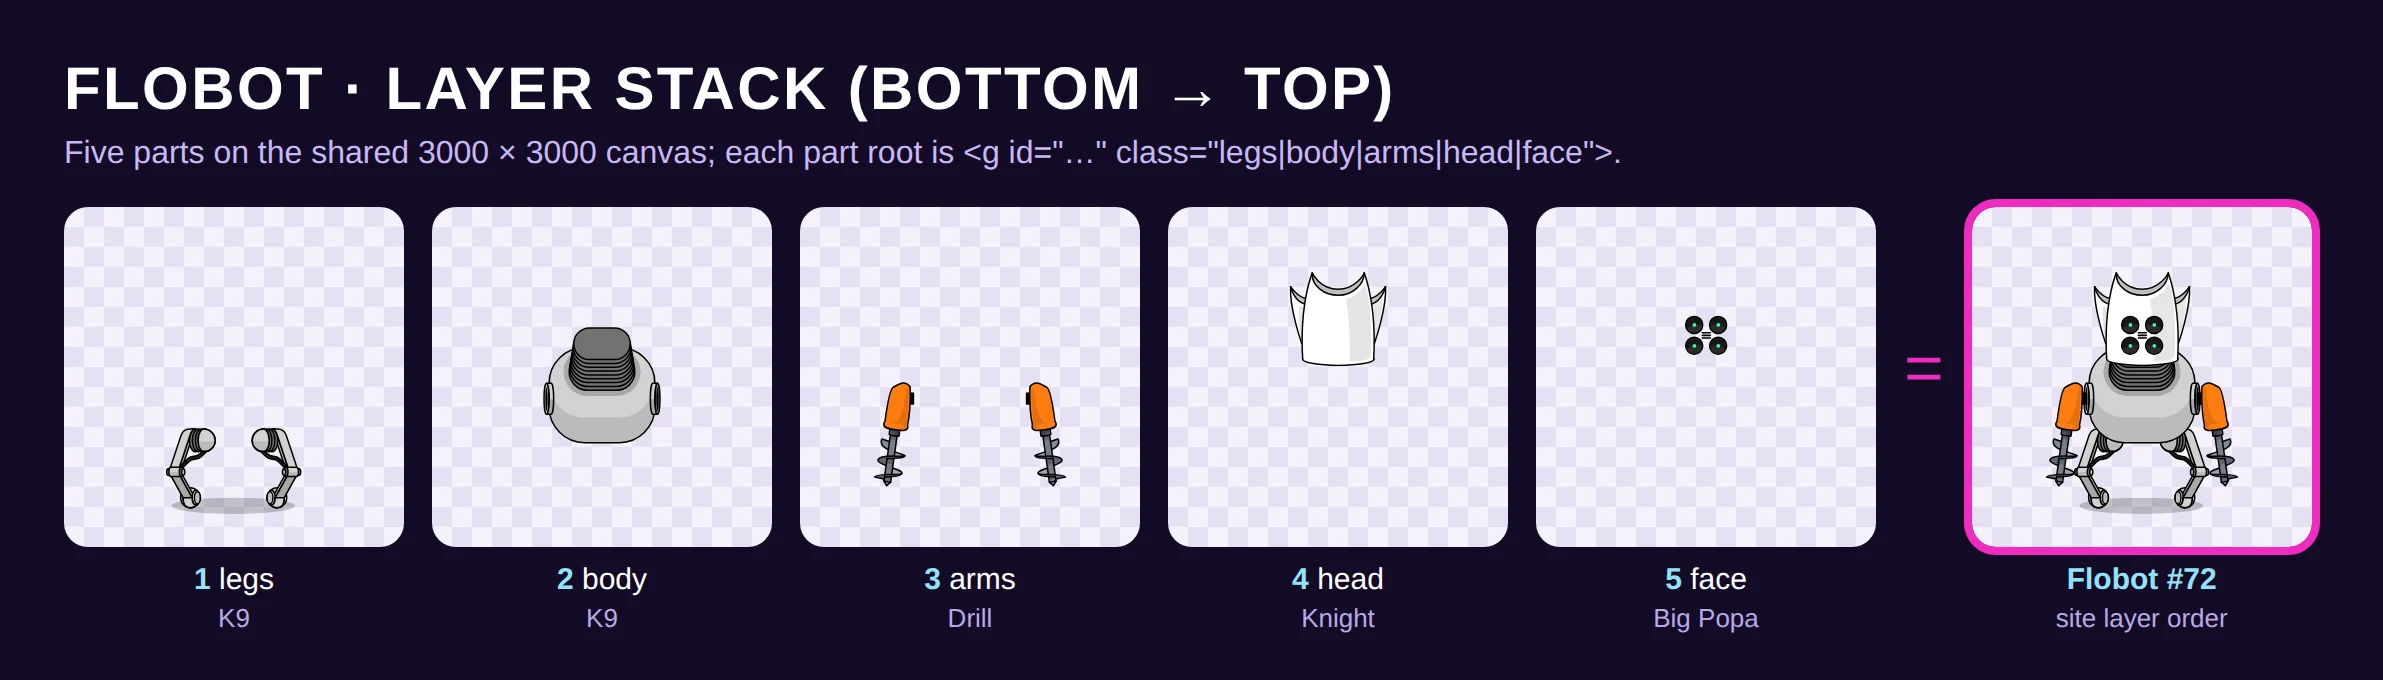 FLOBOT · LAYER STACK (BOTTOM → TOP)
Five parts on the shared 3000 × 3000 canvas; each part root is <g id="…" class="legs|body|arms|head|face">.
=
1 legs
K9
2 body
K9
3 arms
Drill
4 head
Knight
5 face
Big Popa
Flobot #72
site layer order